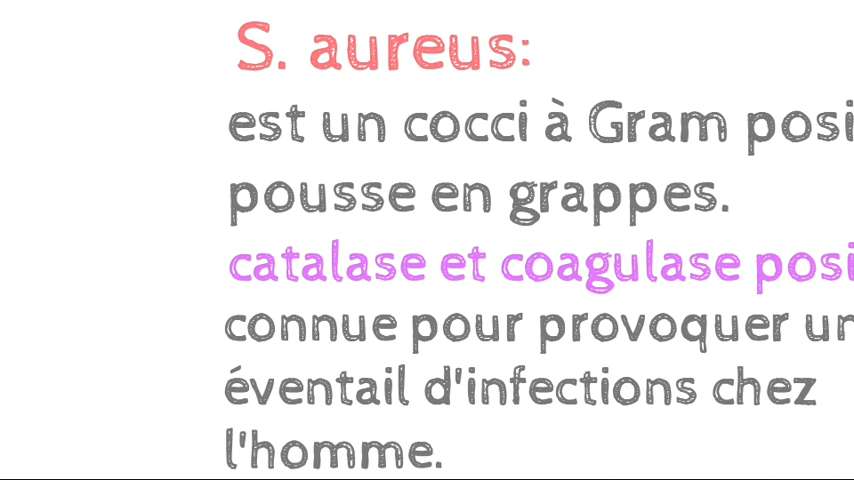 S. aureus:
est un cocci à Gram posi
pousse en grappes.
catalase et coagulase posi
connue pour provoquer un
éventail d'infections chez
l'homme.